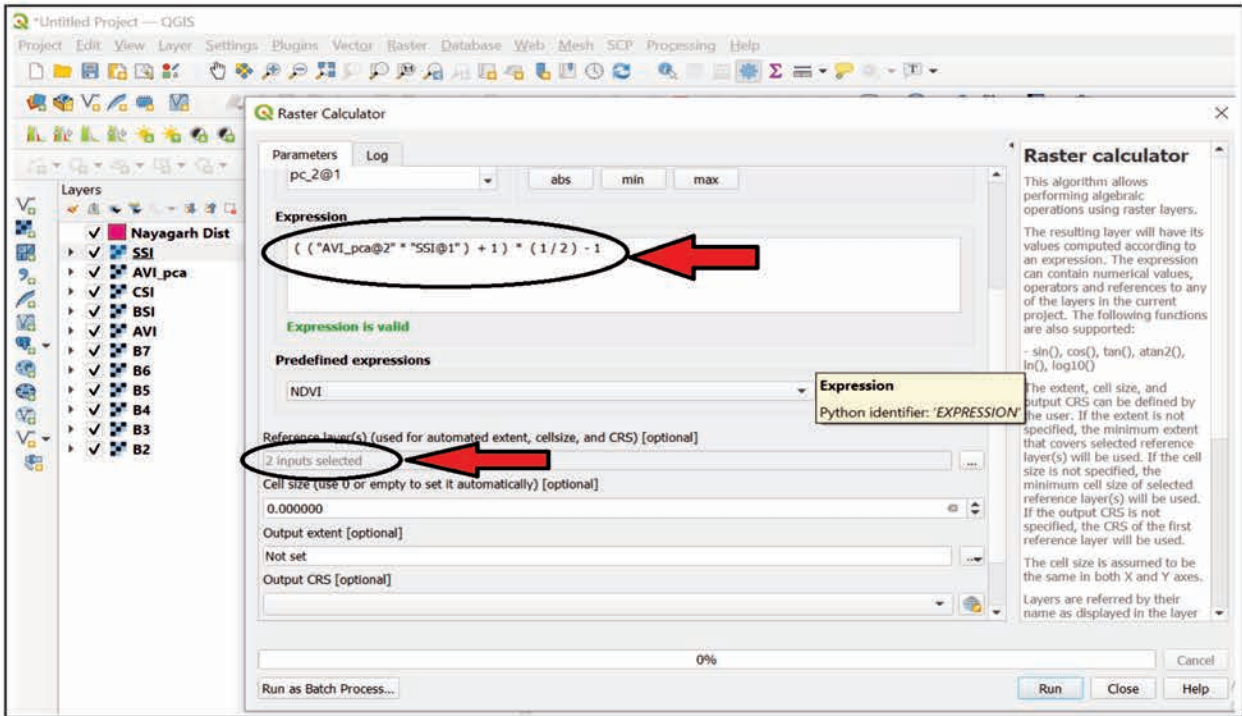 *Untitled Project — QGIS
Project Edit View Layer Settings Plugins Vector Raster Database Web Mesh SCP Processing Help
Raster Calculator
Parameters Log
pc_2@1
abs min max
Expression
( ( "AVI_pca@2" * "SSI@1" ) + 1 ) * ( 1 / 2 ) - 1
Expression is valid
Predefined expressions
NDVI
Expression
Python identifier: 'EXPRESSION'
Reference layer(s) (used for automated extent, cellsize, and CRS) [optional]
2 inputs selected
...
Cell size (use 0 or empty to set it automatically) [optional]
0.000000
Output extent [optional]
Not set
Output CRS [optional]
0%
Cancel
Run as Batch Process...
Run Close Help
Layers
Nayagarh Dist
SSI
AVI_pca
CSI
BSI
AVI
B7
B6
B5
B4
B3
B2
Raster calculator
This algorithm allows
performing algebraic
operations using raster layers.
The resulting layer will have its
values computed according to
an expression. The expression
can contain numerical values,
operators and references to any
of the layers in the current
project. The following functions
are also supported:
- sin(), cos(), tan(), atan2(),
ln(), log10()
The extent, cell size, and
output CRS can be defined by
the user. If the extent is not
specified, the minimum extent
that covers selected reference
layer(s) will be used. If the cell
size is not specified, the
minimum cell size of selected
reference layer(s) will be used.
If the output CRS is not
specified, the CRS of the first
reference layer will be used.
The cell size is assumed to be
the same in both X and Y axes.
Layers are referred by their
name as displayed in the layer